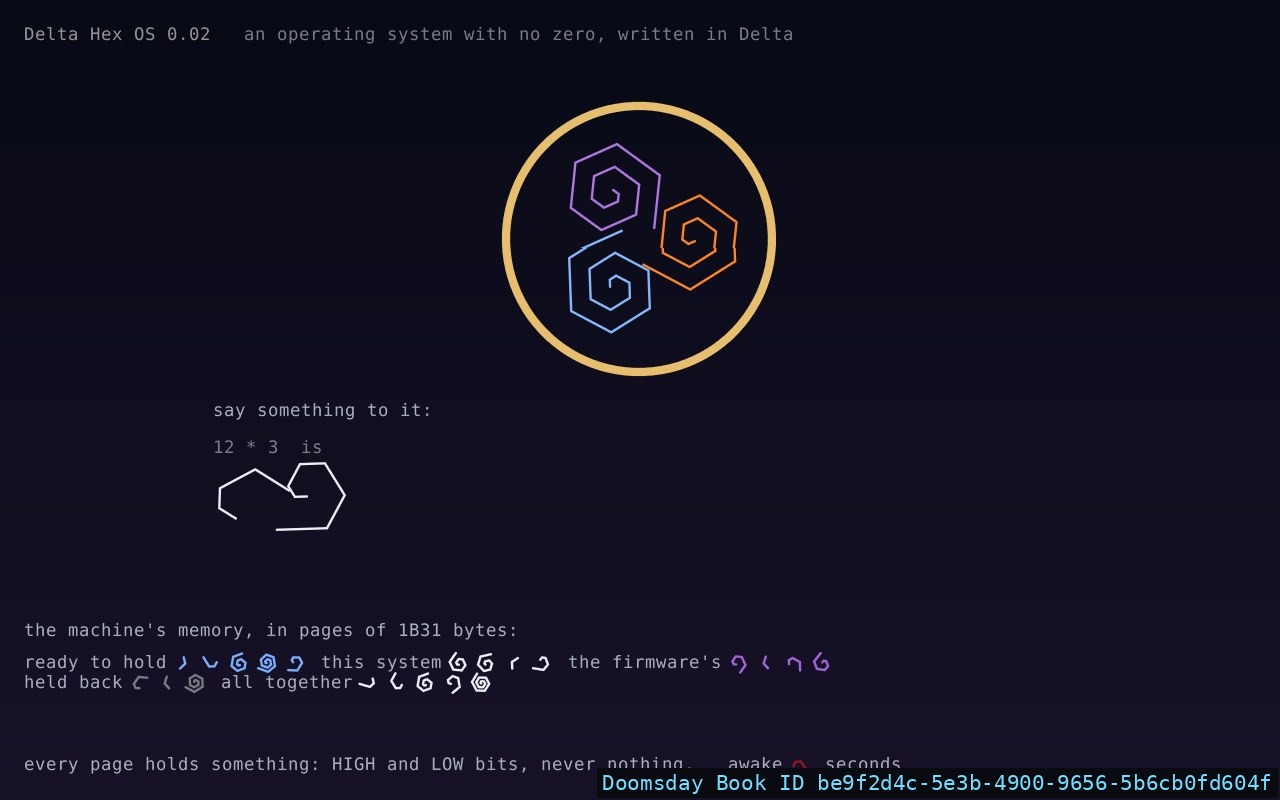 Delta Hex OS 0.02 an operating system with no zero, written in Delta
say something to it:
12 * 3 is
the machine's memory, in pages of 1B31 bytes:
ready to hold this system the firmware's
held back all together
every page holds something: HIGH and LOW bits, never nothing. awake seconds
Doomsday Book ID be9f2d4c-5e3b-4900-9656-5b6cb0fd604f